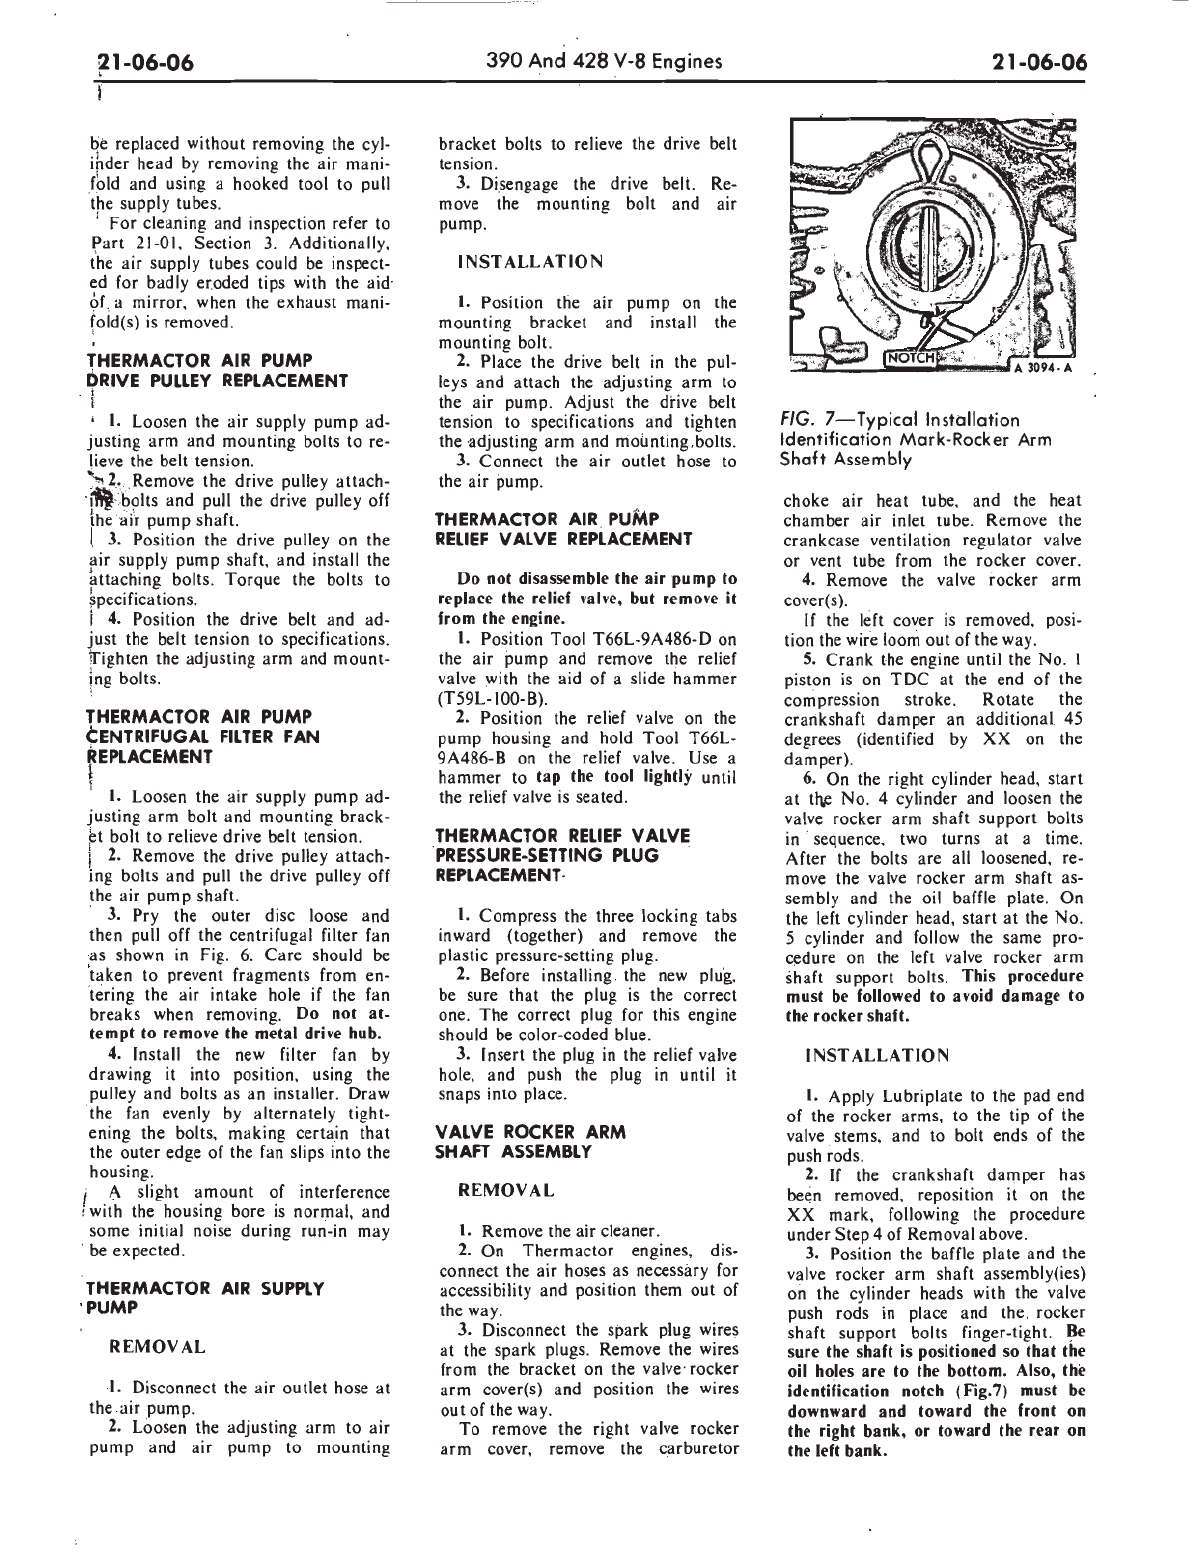 21-06-06
390 And 428 V-8 Engines
21-06-06
be replaced without removing the cyl-
inder head by removing the air mani-
fold and using a hooked tool to pull
the supply tubes.
For cleaning and inspection refer to
Part 21-01, Section 3. Additionally,
the air supply tubes could be inspect-
ed for badly eroded tips with the aid
of a mirror, when the exhaust mani-
fold(s) is removed.
THERMACTOR AIR PUMP
DRIVE PULLEY REPLACEMENT
1. Loosen the air supply pump ad-
justing arm and mounting bolts to re-
lieve the belt tension.
2. Remove the drive pulley attach-
ing bolts and pull the drive pulley off
the air pump shaft.
3. Position the drive pulley on the
air supply pump shaft, and install the
attaching bolts. Torque the bolts to
specifications.
4. Position the drive belt and ad-
just the belt tension to specifications.
Tighten the adjusting arm and mount-
ing bolts.
THERMACTOR AIR PUMP
CENTRIFUGAL FILTER FAN
REPLACEMENT
1. Loosen the air supply pump ad-
justing arm bolt and mounting brack-
et bolt to relieve drive belt tension.
2. Remove the drive pulley attach-
ing bolts and pull the drive pulley off
the air pump shaft.
3. Pry the outer disc loose and
then pull off the centrifugal filter fan
as shown in Fig. 6. Care should be
taken to prevent fragments from en-
tering the air intake hole if the fan
breaks when removing. Do not at-
tempt to remove the metal drive hub.
4. Install the new filter fan by
drawing it into position, using the
pulley and bolts as an installer. Draw
the fan evenly by alternately tight-
ening the bolts, making certain that
the outer edge of the fan slips into the
housing.
A slight amount of interference
with the housing bore is normal, and
some initial noise during run-in may
be expected.
THERMACTOR AIR SUPPLY
PUMP
REMOVAL
1. Disconnect the air outlet hose at
the air pump.
2. Loosen the adjusting arm to air
pump and air pump to mounting
bracket bolts to relieve the drive belt
tension.
3. Disengage the drive belt. Re-
move the mounting bolt and air
pump.
INSTALLATION
1. Position the air pump on the
mounting bracket and install the
mounting bolt.
2. Place the drive belt in the pul-
leys and attach the adjusting arm to
the air pump. Adjust the drive belt
tension to specifications and tighten
the adjusting arm and mounting bolts.
3. Connect the air outlet hose to
the air pump.
THERMACTOR AIR PUMP
RELIEF VALVE REPLACEMENT
Do not disassemble the air pump to
replace the relief valve, but remove it
from the engine.
1. Position Tool T66L-9A486-D on
the air pump and remove the relief
valve with the aid of a slide hammer
(T59L-100-B).
2. Position the relief valve on the
pump housing and hold Tool T66L-
9A486-B on the relief valve. Use a
hammer to tap the tool lightly until
the relief valve is seated.
THERMACTOR RELIEF VALVE
PRESSURE-SETTING PLUG
REPLACEMENT
1. Compress the three locking tabs
inward (together) and remove the
plastic pressure-setting plug.
2. Before installing the new plug,
be sure that the plug is the correct
one. The correct plug for this engine
should be color-coded blue.
3. Insert the plug in the relief valve
hole, and push the plug in until it
snaps into place.
VALVE ROCKER ARM
SHAFT ASSEMBLY
REMOVAL
1. Remove the air cleaner.
2. On Thermactor engines, dis-
connect the air hoses as necessary for
accessibility and position them out of
the way.
3. Disconnect the spark plug wires
at the spark plugs. Remove the wires
from the bracket on the valve rocker
arm cover(s) and position the wires
out of the way.
To remove the right valve rocker
arm cover, remove the carburetor
NOTCH
A 3094-A
FIG. 7—Typical Installation
Identification Mark-Rocker Arm
Shaft Assembly
choke air heat tube, and the heat
chamber air inlet tube. Remove the
crankcase ventilation regulator valve
or vent tube from the rocker cover.
4. Remove the valve rocker arm
cover(s).
If the left cover is removed, posi-
tion the wire loom out of the way.
5. Crank the engine until the No. 1
piston is on TDC at the end of the
compression stroke. Rotate the
crankshaft damper an additional 45
degrees (identified by XX on the
damper).
6. On the right cylinder head, start
at the No. 4 cylinder and loosen the
valve rocker arm shaft support bolts
in sequence, two turns at a time.
After the bolts are all loosened, re-
move the valve rocker arm shaft as-
sembly and the oil baffle plate. On
the left cylinder head, start at the No.
5 cylinder and follow the same pro-
cedure on the left valve rocker arm
shaft support bolts. This procedure
must be followed to avoid damage to
the rocker shaft.
INSTALLATION
1. Apply Lubriplate to the pad end
of the rocker arms, to the tip of the
valve stems, and to bolt ends of the
push rods.
2. If the crankshaft damper has
been removed, reposition it on the
XX mark, following the procedure
under Step 4 of Removal above.
3. Position the baffle plate and the
valve rocker arm shaft assembly(ies)
on the cylinder heads with the valve
push rods in place and the rocker
shaft support bolts finger-tight. Be
sure the shaft is positioned so that the
oil holes are to the bottom. Also, the
identification notch (Fig.7) must be
downward and toward the front on
the right bank, or toward the rear on
the left bank.